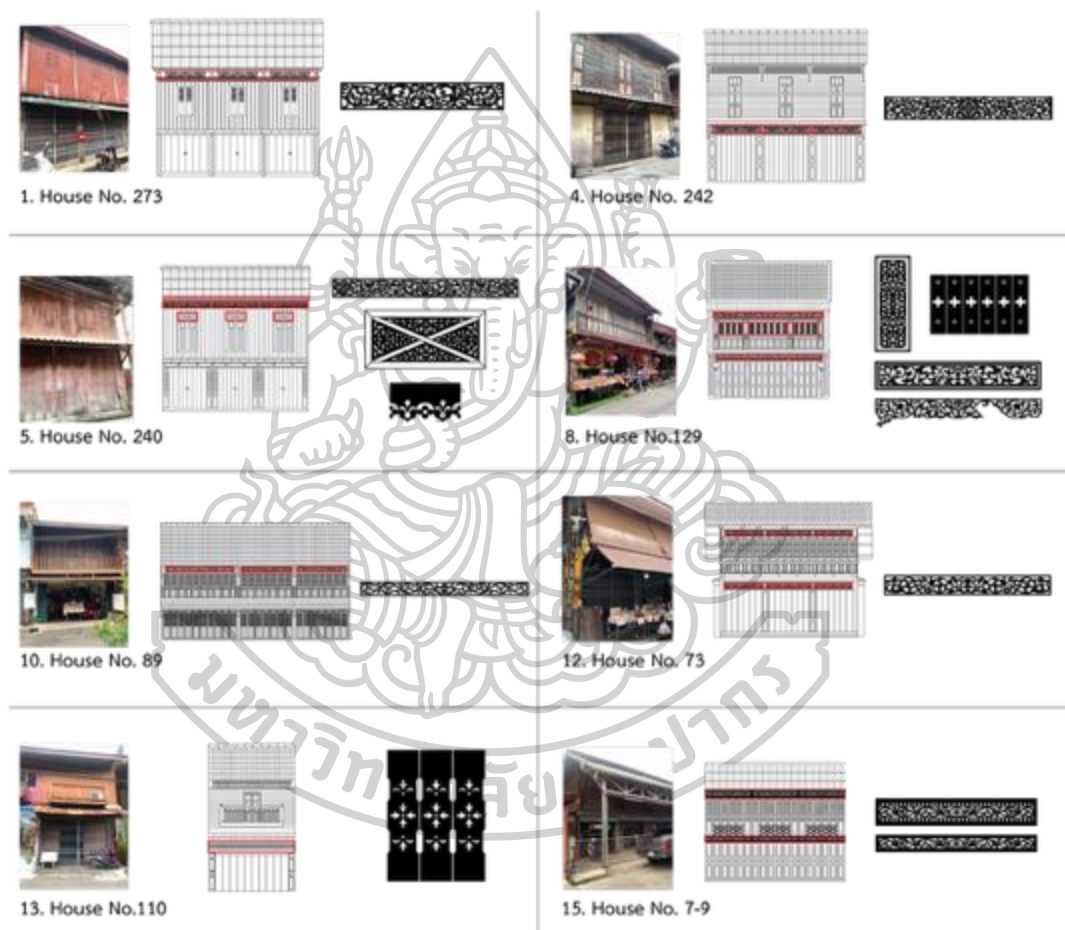 1. House No. 273
4. House No. 242
5. House No. 240
8. House No.129
10. House No. 89
12. House No. 73
13. House No.110
15. House No. 7-9